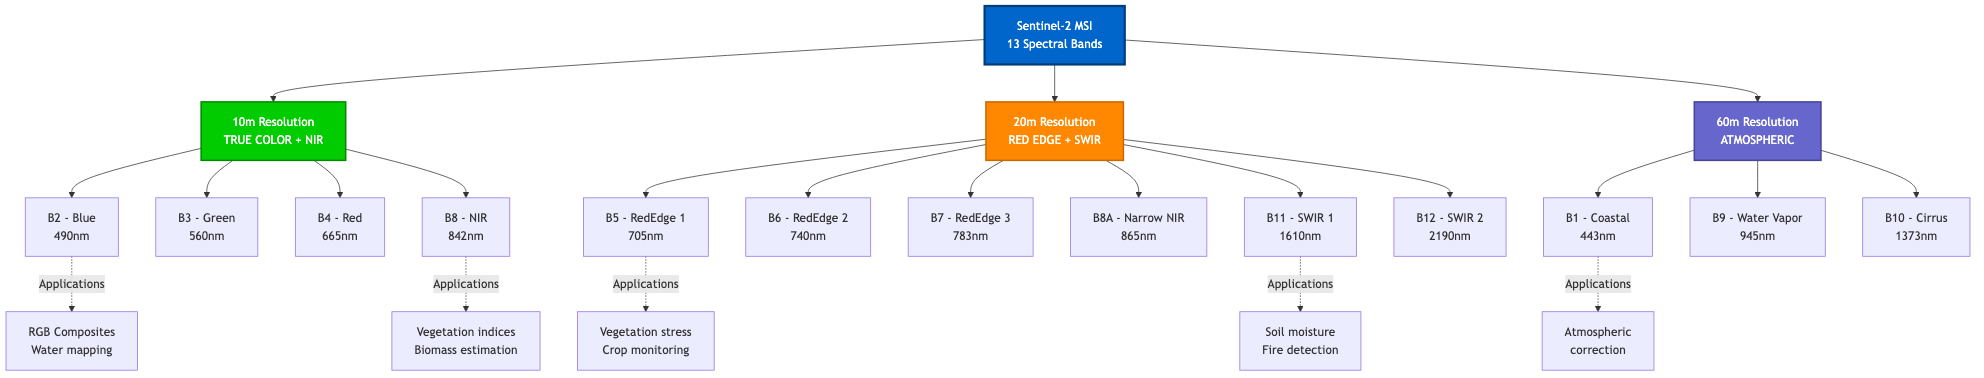 Sentinel-2 MSI
13 Spectral Bands
10m Resolution
TRUE COLOR + NIR
20m Resolution
RED EDGE + SWIR
60m Resolution
ATMOSPHERIC
B2 - Blue
490nm
B3 - Green
560nm
B4 - Red
665nm
B8 - NIR
842nm
B5 - RedEdge 1
705nm
B6 - RedEdge 2
740nm
B7 - RedEdge 3
783nm
B8A - Narrow NIR
865nm
B11 - SWIR 1
1610nm
B12 - SWIR 2
2190nm
B1 - Coastal
443nm
B9 - Water Vapor
945nm
B10 - Cirrus
1373nm
Applications
Applications
Applications
Applications
Applications
RGB Composites
Water mapping
Vegetation indices
Biomass estimation
Vegetation stress
Crop monitoring
Soil moisture
Fire detection
Atmospheric
correction